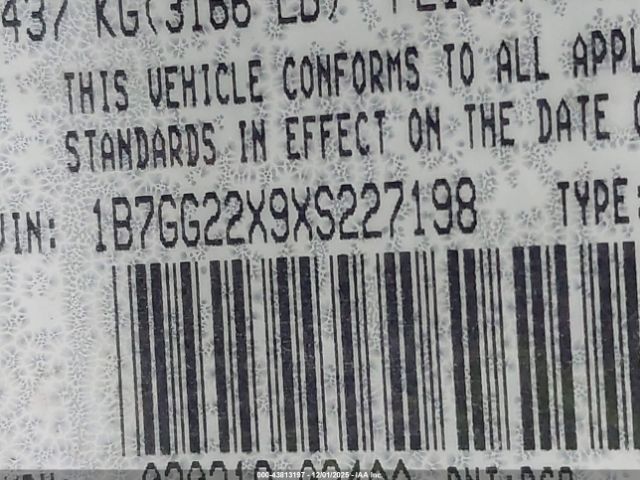 437 KG(3166 LB)
THIS VEHICLE CONFORMS TO ALL
STANDARDS IN EFFECT ON THE DATE
VIN: 1B7GG22X9XS227198 TYPE:
000-43813197 - 12/01/2025 - IAA Inc.